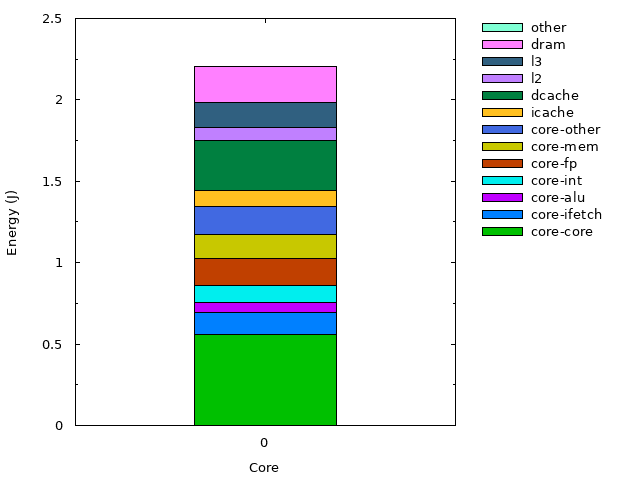 2.5
2
1.5
1
0.5
0
Energy (J)
0
Core
other
dram
l3
l2
dcache
icache
core-other
core-mem
core-fp
core-int
core-alu
core-ifetch
core-core